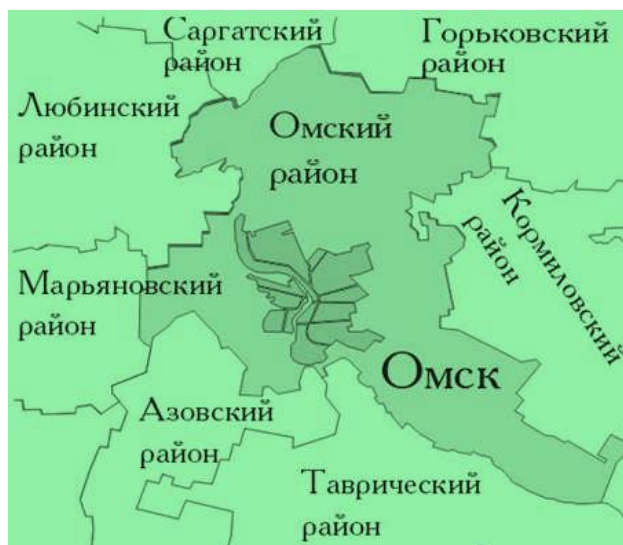 Саргатский
район
Горьковский
район
Любинский
район
Омский
район
Кормиловский
район
Марьяновский
район
Омск
Азовский
район
Таврический
район